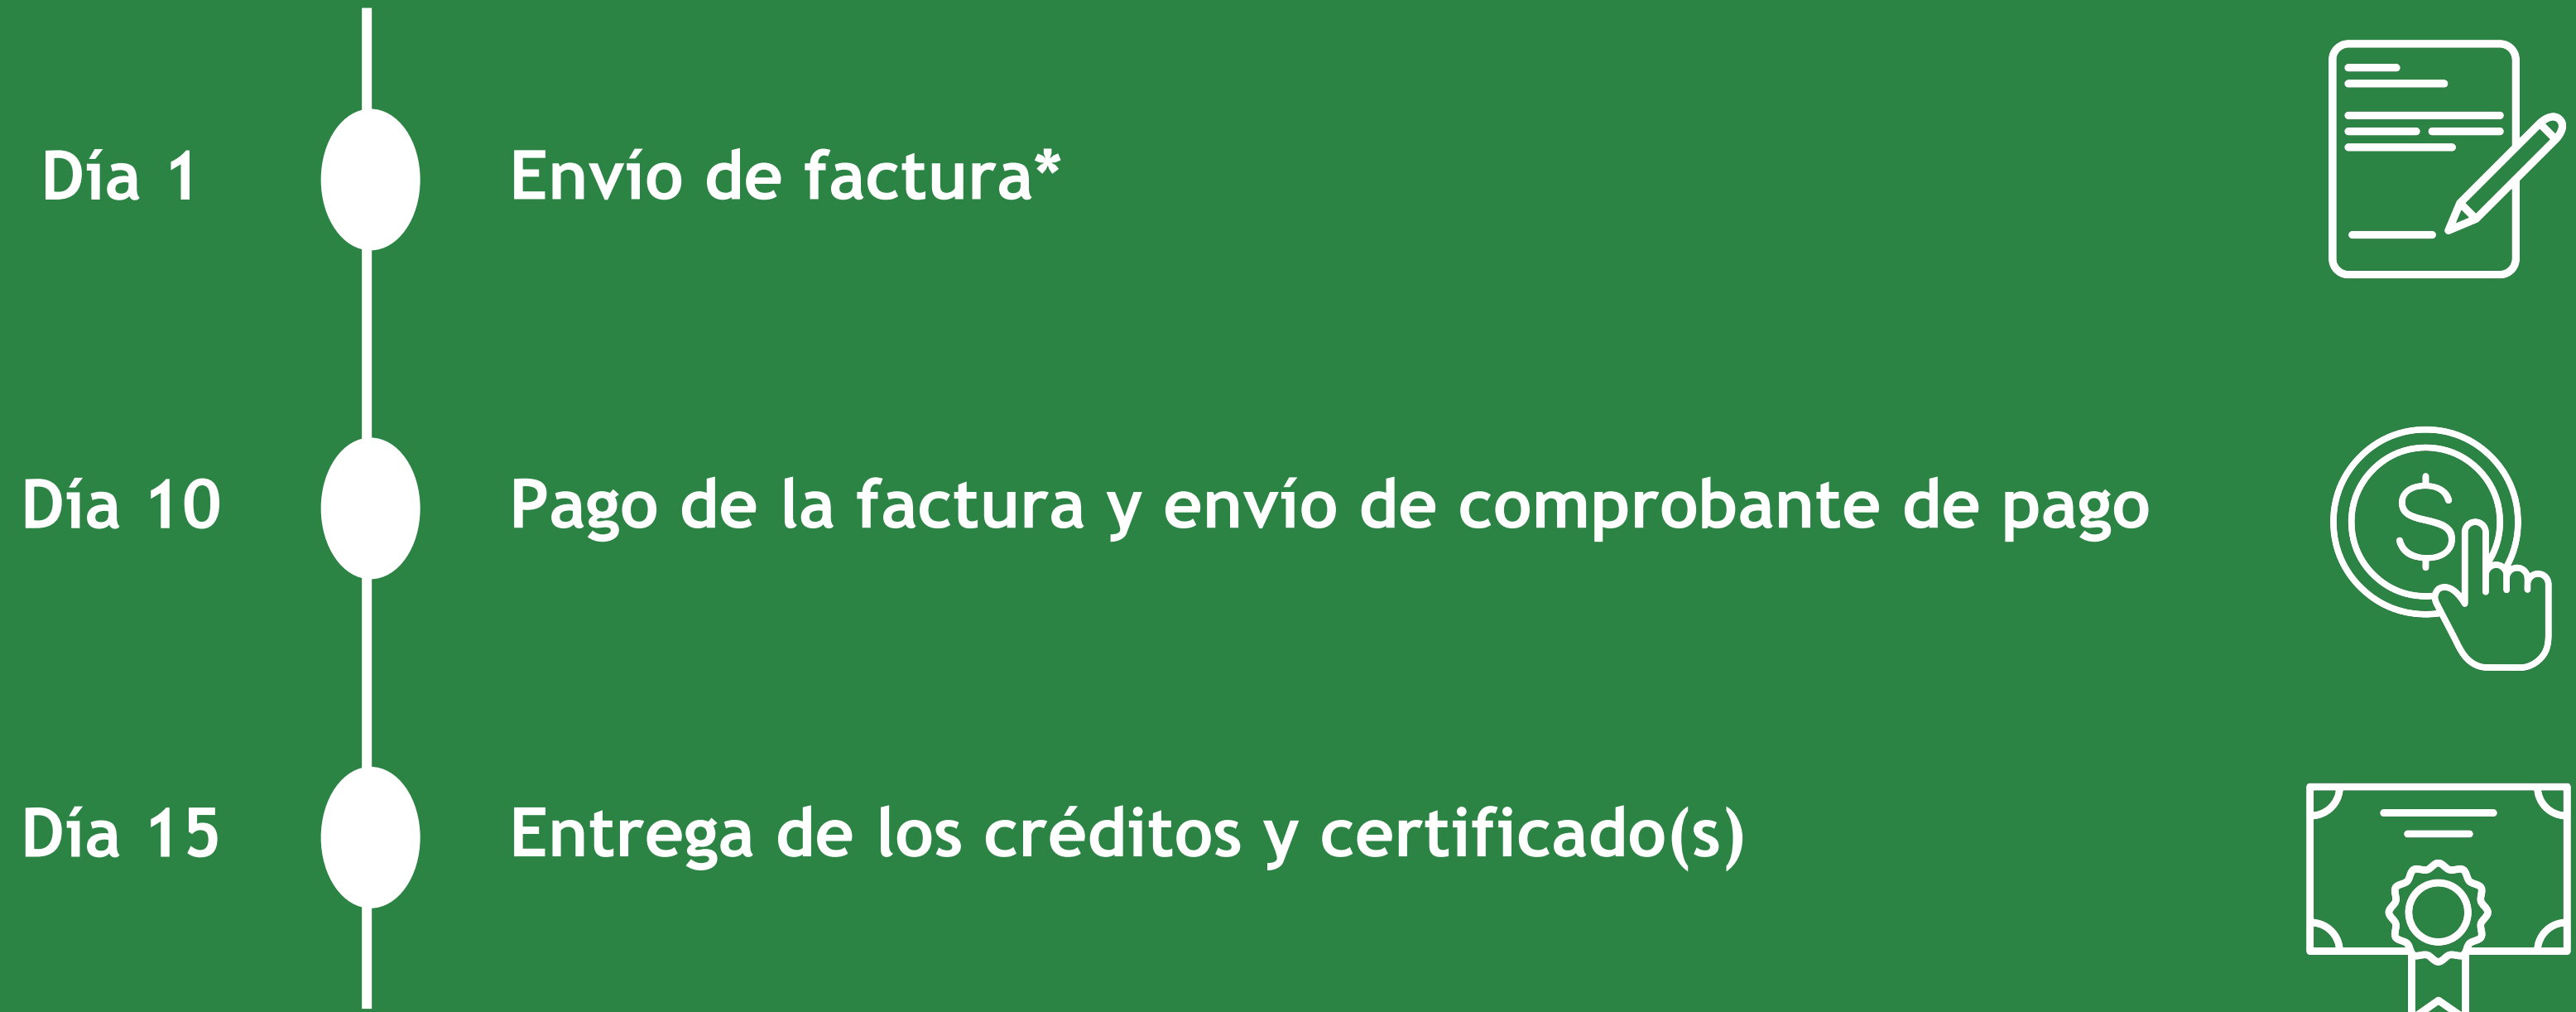 Día 1
Envío de factura*
Día 10
Pago de la factura y envío de comprobante de pago
Día 15
Entrega de los créditos y certificado(s)